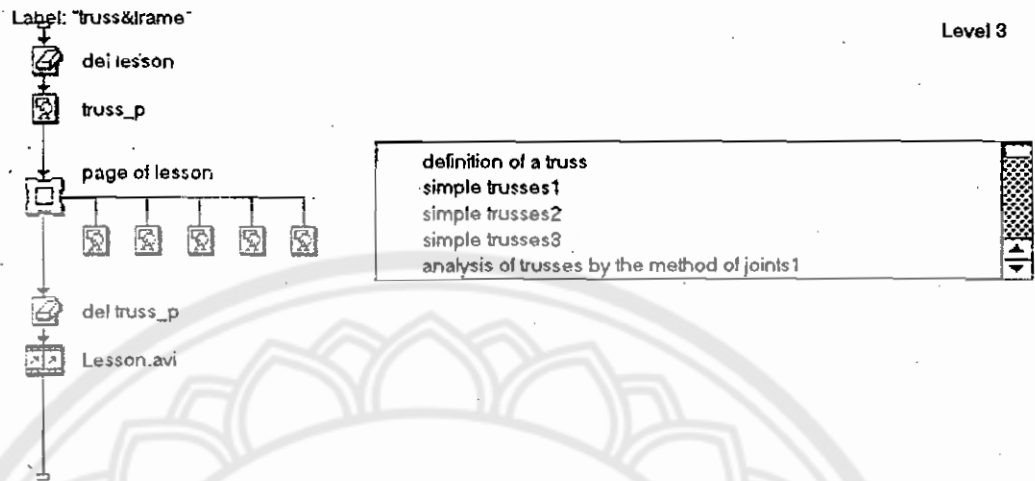 Label: "truss&frame"
Level 3
del lesson
truss_p
page of lesson
definition of a truss
simple trusses1
simple trusses2
simple trusses3
analysis of trusses by the method of joints1
del truss_p
Lesson.avi